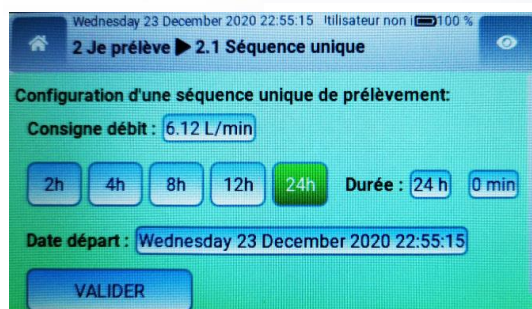 Wednesday 23 December 2020 22:55:15 Itilisateur non i 100 %
2 Je prélève ▶ 2.1 Séquence unique
Configuration d'une séquence unique de prélèvement:
Consigne débit : 6.12 L/min
2h 4h 8h 12h 24h Durée : 24 h 0 min
Date départ : Wednesday 23 December 2020 22:55:15
VALIDER